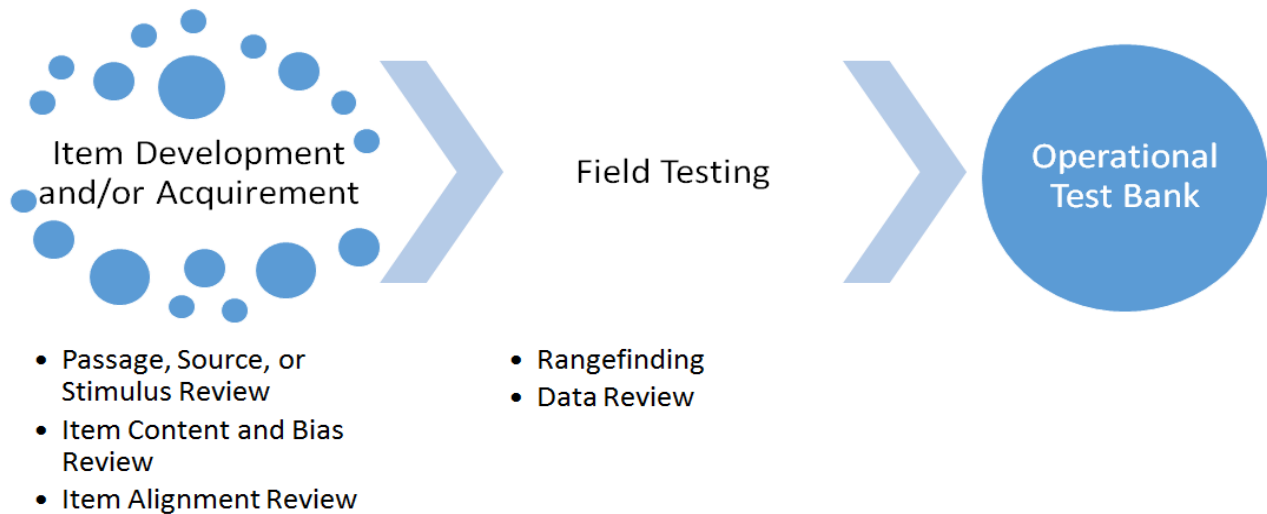 Item Development
and/or Acquirement
Field Testing
Operational
Test Bank
• Passage, Source, or
Stimulus Review
• Item Content and Bias
Review
• Item Alignment Review
• Rangefinding
• Data Review